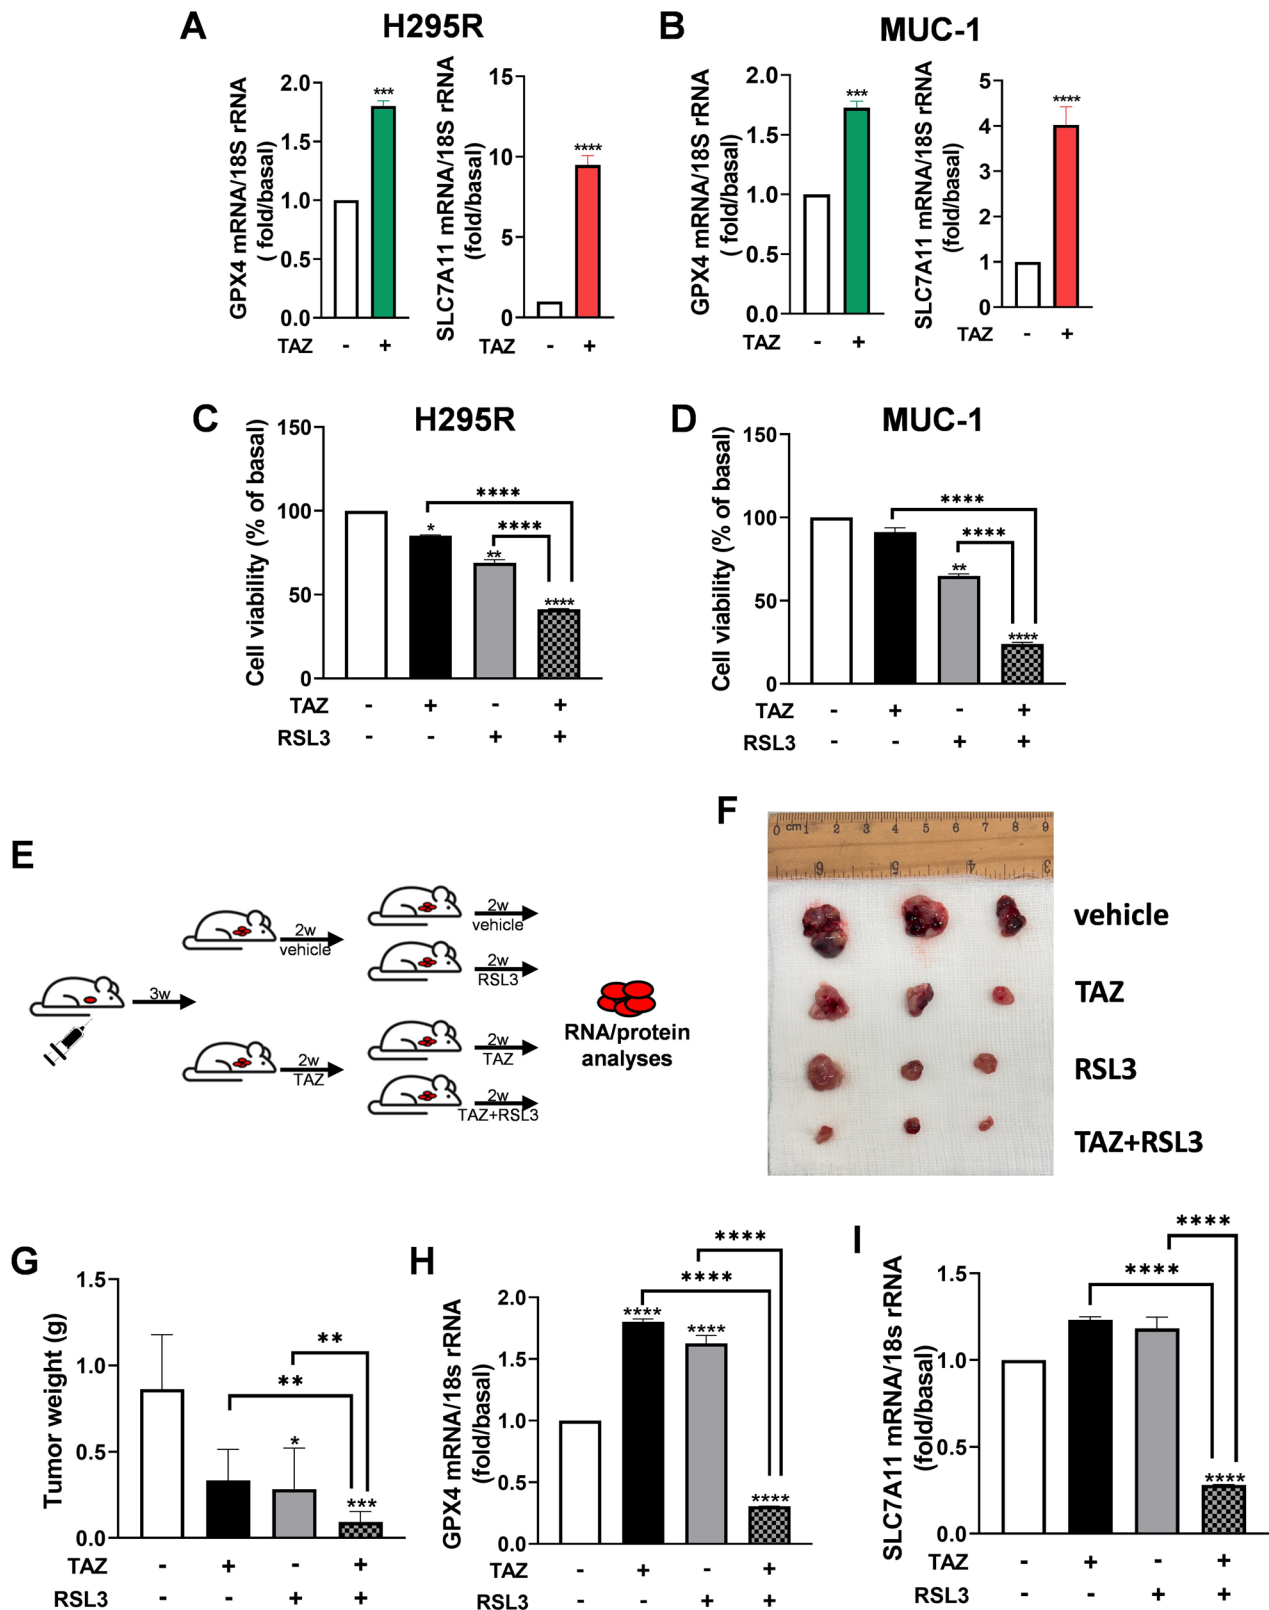 A
H295R
GPX4 mRNA/18S rRNA
( fold/basal)
2.0
1.5
1.0
0.5
0.0
***
TAZ - +
SLC7A11 mRNA/18S rRNA
(fold/basal)
15
10
5
0
****
TAZ - +
B
MUC-1
GPX4 mRNA/18S rRNA
( fold/basal)
2.0
1.5
1.0
0.5
0.0
***
TAZ - +
SLC7A11 mRNA/18S rRNA
(fold/basal)
5
4
3
2
1
0
****
TAZ - +
C
H295R
Cell viability (% of basal)
150
100
50
0
****
****
*
**
****
TAZ - + - +
RSL3 - - + +
D
MUC-1
Cell viability (% of basal)
150
100
50
0
****
****
**
****
TAZ - + - +
RSL3 - - + +
E
3w
2w
vehicle
2w
TAZ
2w
vehicle
2w
RSL3
2w
TAZ
2w
TAZ+RSL3
RNA/protein
analyses
F
0 cm 1 2 3 4 5 6 7 8 9
6 5 4 3
vehicle
TAZ
RSL3
TAZ+RSL3
G
Tumor weight (g)
1.5
1.0
0.5
0.0
**
**
*
***
TAZ - + - +
RSL3 - - + +
H
GPX4 mRNA/18s rRNA
(fold/basal)
2.0
1.5
1.0
0.5
0.0
****
****
****
****
****
TAZ - + - +
RSL3 - - + +
I
SLC7A11 mRNA/18s rRNA
(fold/basal)
1.5
1.0
0.5
0.0
****
****
****
TAZ - + - +
RSL3 - - + +